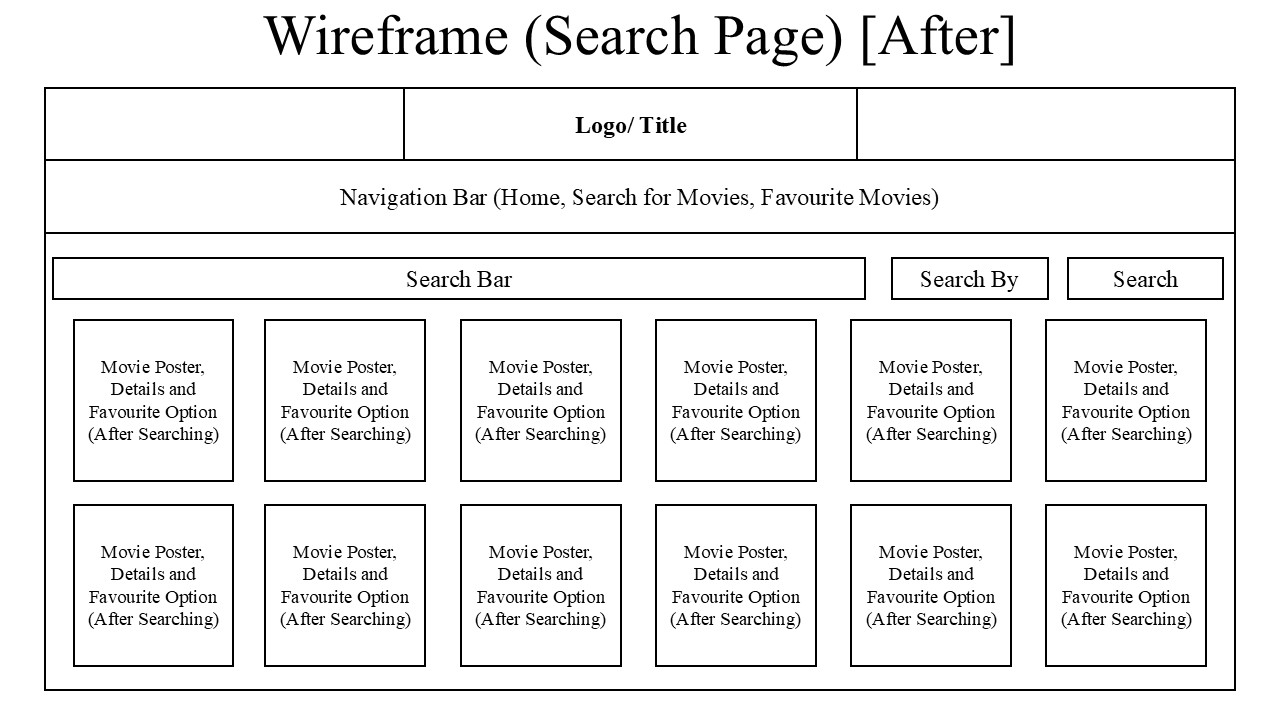 Wireframe (Search Page) [After]
Logo/ Title
Navigation Bar (Home, Search for Movies, Favourite Movies)
Search Bar
Search By
Search
Movie Poster,
Details and
Favourite Option
(After Searching)
Movie Poster,
Details and
Favourite Option
(After Searching)
Movie Poster,
Details and
Favourite Option
(After Searching)
Movie Poster,
Details and
Favourite Option
(After Searching)
Movie Poster,
Details and
Favourite Option
(After Searching)
Movie Poster,
Details and
Favourite Option
(After Searching)
Movie Poster,
Details and
Favourite Option
(After Searching)
Movie Poster,
Details and
Favourite Option
(After Searching)
Movie Poster,
Details and
Favourite Option
(After Searching)
Movie Poster,
Details and
Favourite Option
(After Searching)
Movie Poster,
Details and
Favourite Option
(After Searching)
Movie Poster,
Details and
Favourite Option
(After Searching)